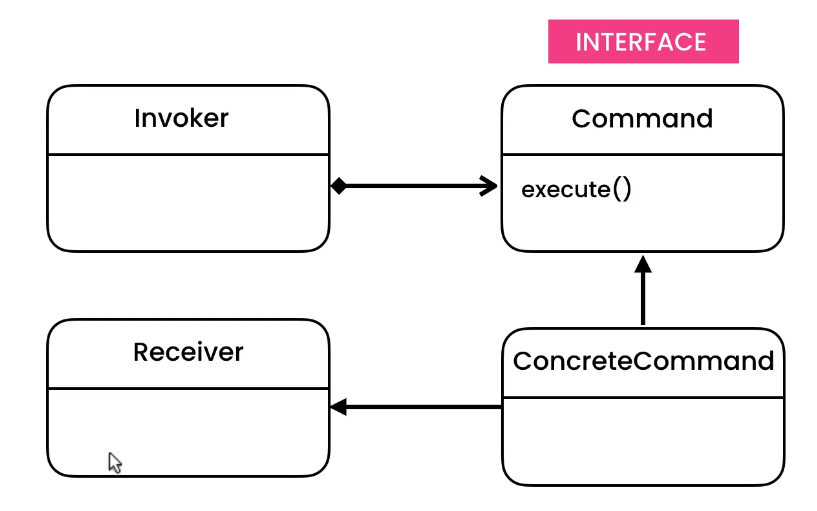 INTERFACE
Invoker
Command
execute()
Receiver
ConcreteCommand